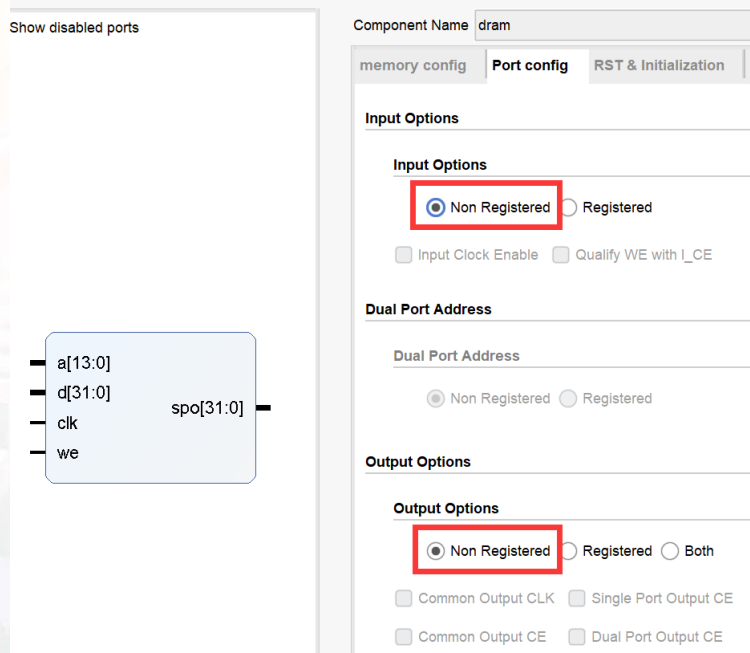 Show disabled ports
a[13:0]
d[31:0]
clk
we
spo[31:0]
Component Name dram
memory config Port config RST & Initialization
Input Options
Input Options
Non Registered Registered
Input Clock Enable Qualify WE with I_CE
Dual Port Address
Dual Port Address
Non Registered Registered
Output Options
Output Options
Non Registered Registered Both
Common Output CLK Single Port Output CE
Common Output CE Dual Port Output CE